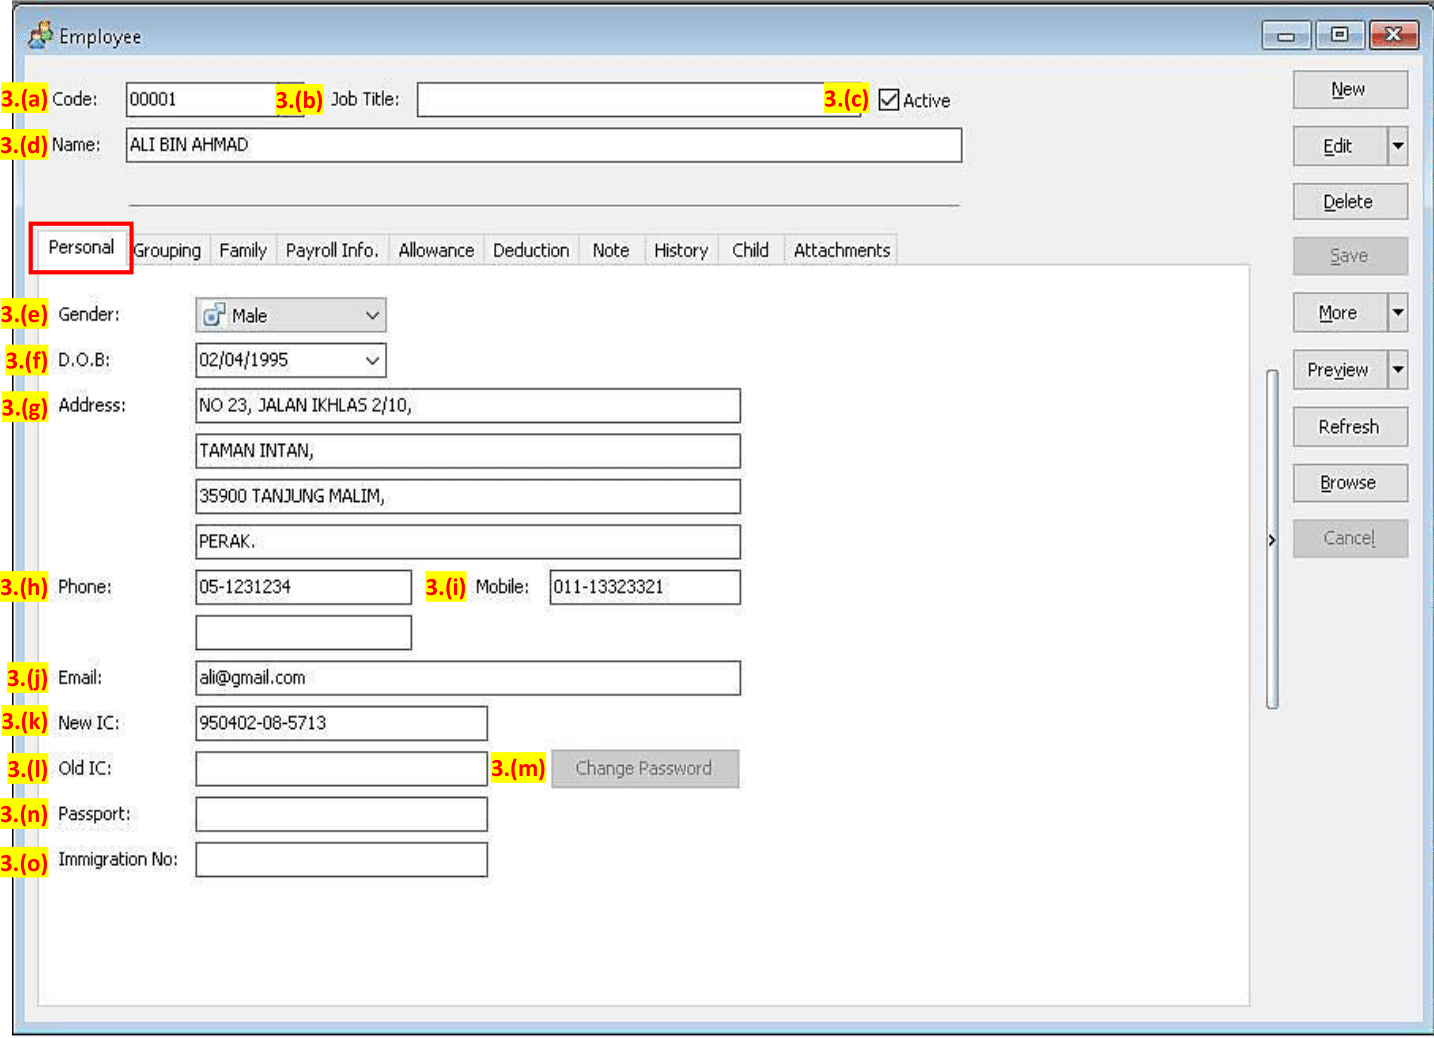 Employee
3.(a) Code: 00001 3.(b) Job Title: 3.(c) Active
3.(d) Name: ALI BIN AHMAD
Personal Grouping Family Payroll Info. Allowance Deduction Note History Child Attachments
3.(e) Gender: Male
3.(f) D.O.B: 02/04/1995
3.(g) Address: NO 23, JALAN IKHLAS 2/10,
TAMAN INTAN,
35900 TANJUNG MALIM,
PERAK.
3.(h) Phone: 05-1231234 3.(i) Mobile: 011-13323321
3.(j) Email: ali@gmail.com
3.(k) New IC: 950402-08-5713
3.(l) Old IC: 3.(m) Change Password
3.(n) Passport:
3.(o) Immigration No:
New
Edit
Delete
Save
More
Preview
Refresh
Browse
Cancel